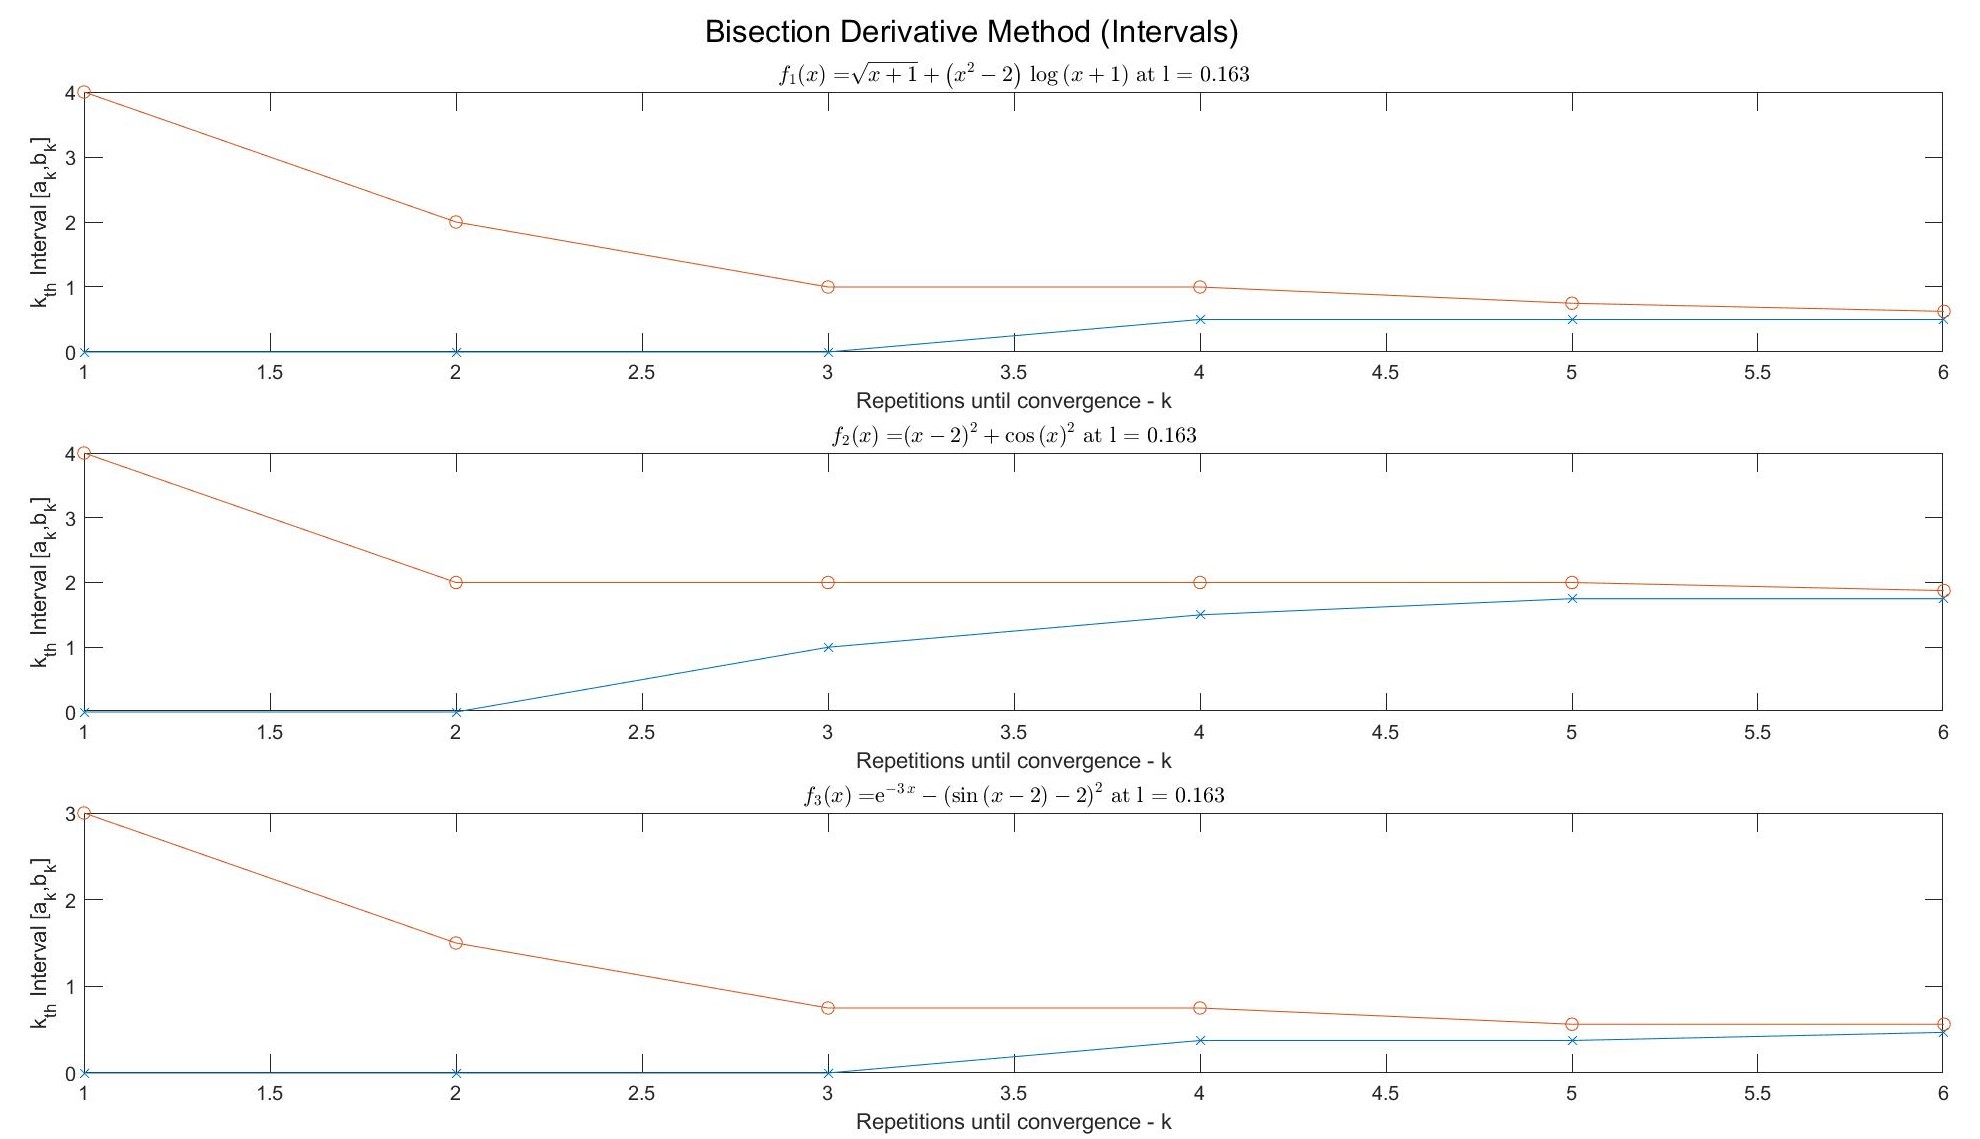 Bisection Derivative Method (Intervals)
f₁(x) =√(x + 1) + (x² − 2) log (x + 1) at l = 0.163
4
3
2
1
0
k_th Interval [a_k,b_k]
1 1.5 2 2.5 3 3.5 4 4.5 5 5.5 6
Repetitions until convergence - k
f₂(x) =(x − 2)² + cos (x)² at l = 0.163
4
3
2
1
0
k_th Interval [a_k,b_k]
1 1.5 2 2.5 3 3.5 4 4.5 5 5.5 6
Repetitions until convergence - k
f₃(x) =e⁻³ˣ − (sin (x − 2) − 2)² at l = 0.163
3
2
1
0
k_th Interval [a_k,b_k]
1 1.5 2 2.5 3 3.5 4 4.5 5 5.5 6
Repetitions until convergence - k